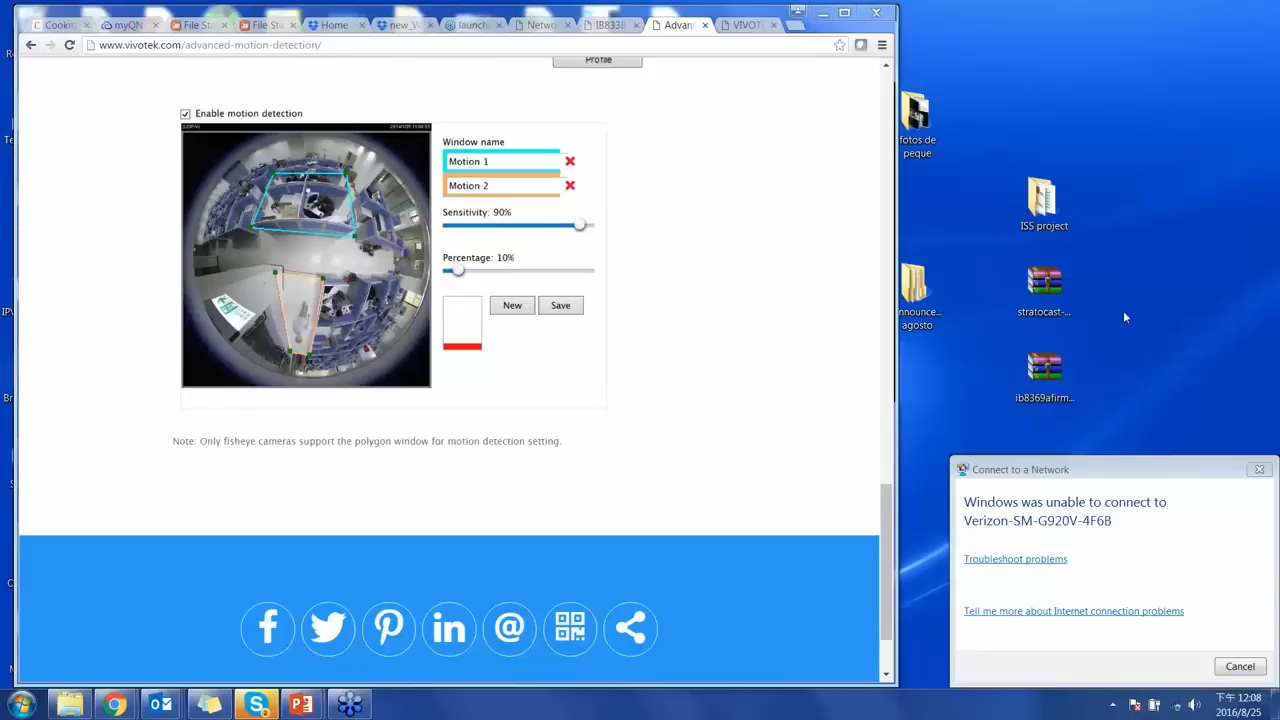 Cookin
myQN
File Sta
File Sta
Home
new_V
launch
Netwo
IB8338
Advan
VIVOTE
www.vivotek.com/advanced-motion-detection/
Profile
Enable motion detection
Window name
Motion 1
Motion 2
Sensitivity: 90%
Percentage: 10%
New
Save
Note: Only fisheye cameras support the polygon window for motion detection setting.
fotos de
peque
ISS project
nnounce...
agosto
stratocast-...
ib8369afirm...
Connect to a Network
Windows was unable to connect to
Verizon-SM-G920V-4F6B
Troubleshoot problems
Tell me more about Internet connection problems
Cancel
下午 12:08
2016/8/25